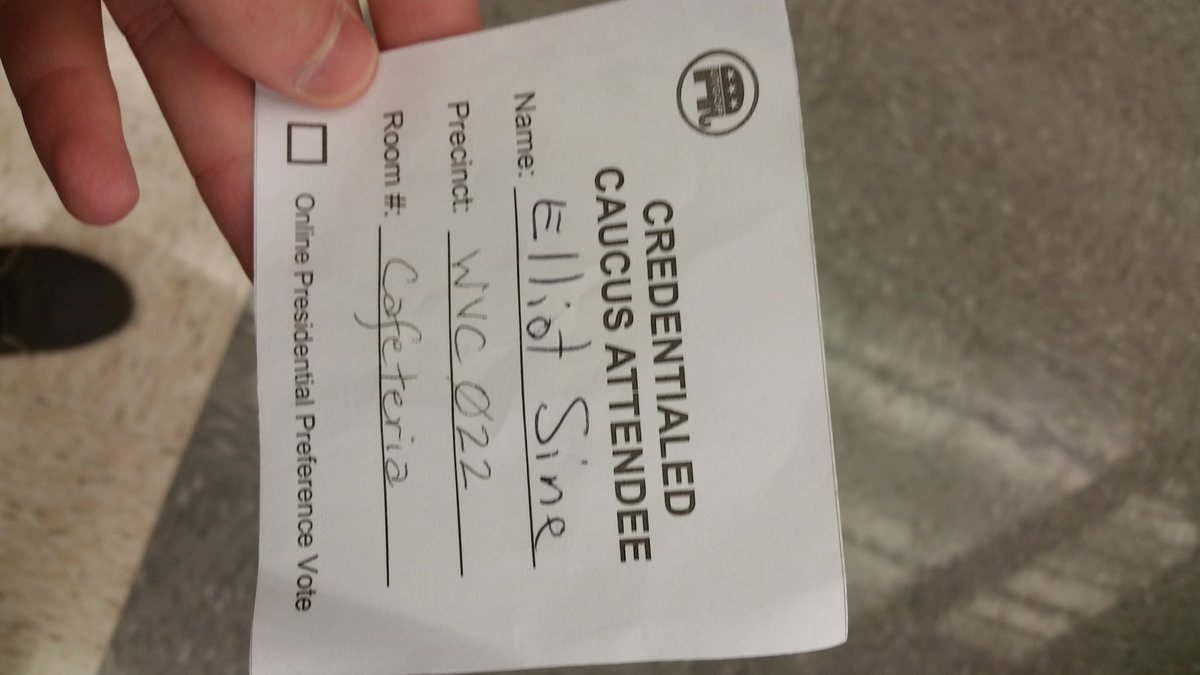 CREDENTIALED
CAUCUS ATTENDEE
Name: Elliot Sine
Precinct: WVC 022
Room #: Cafeteria
Online Presidential Preference Vote